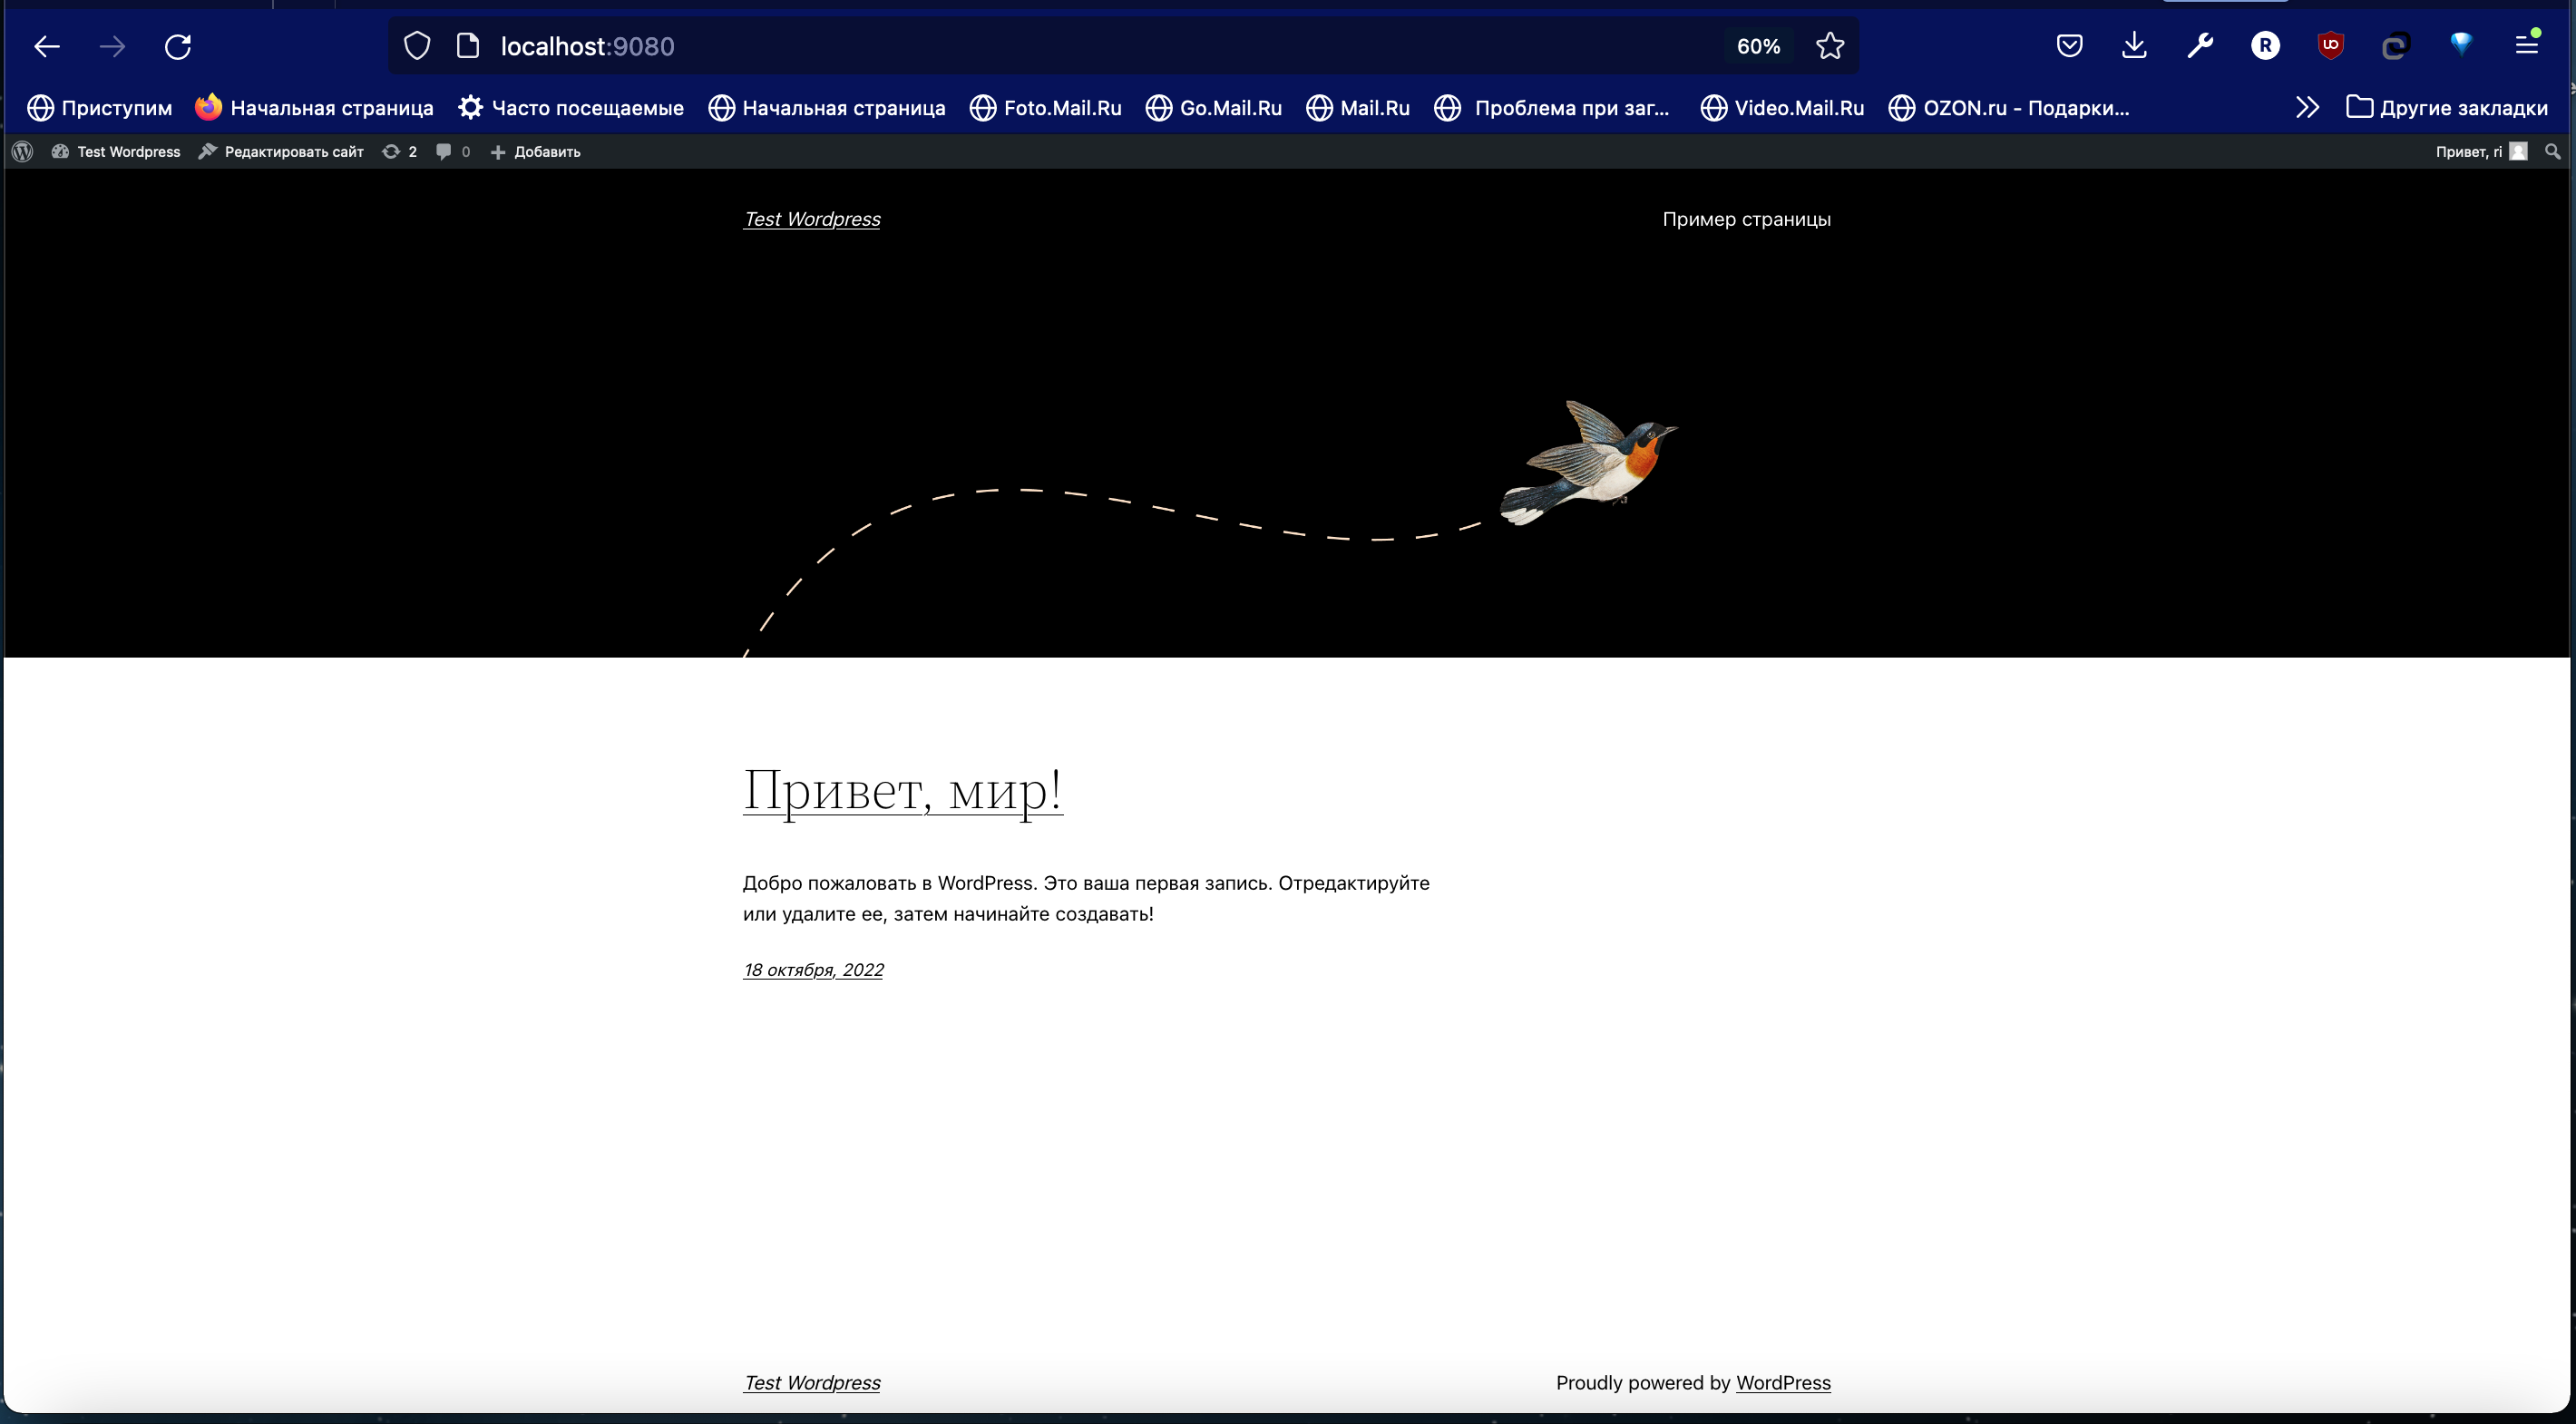 localhost:9080 60%
Приступим Начальная страница Часто посещаемые Начальная страница Foto.Mail.Ru Go.Mail.Ru Mail.Ru Проблема при заг... Video.Mail.Ru OZON.ru - Подарки... Другие закладки
Test Wordpress Редактировать сайт 2 0 Добавить Привет, ri
Test Wordpress Пример страницы
Привет, мир!
Добро пожаловать в WordPress. Это ваша первая запись. Отредактируйте
или удалите ее, затем начинайте создавать!
18 октября, 2022
Test Wordpress Proudly powered by WordPress